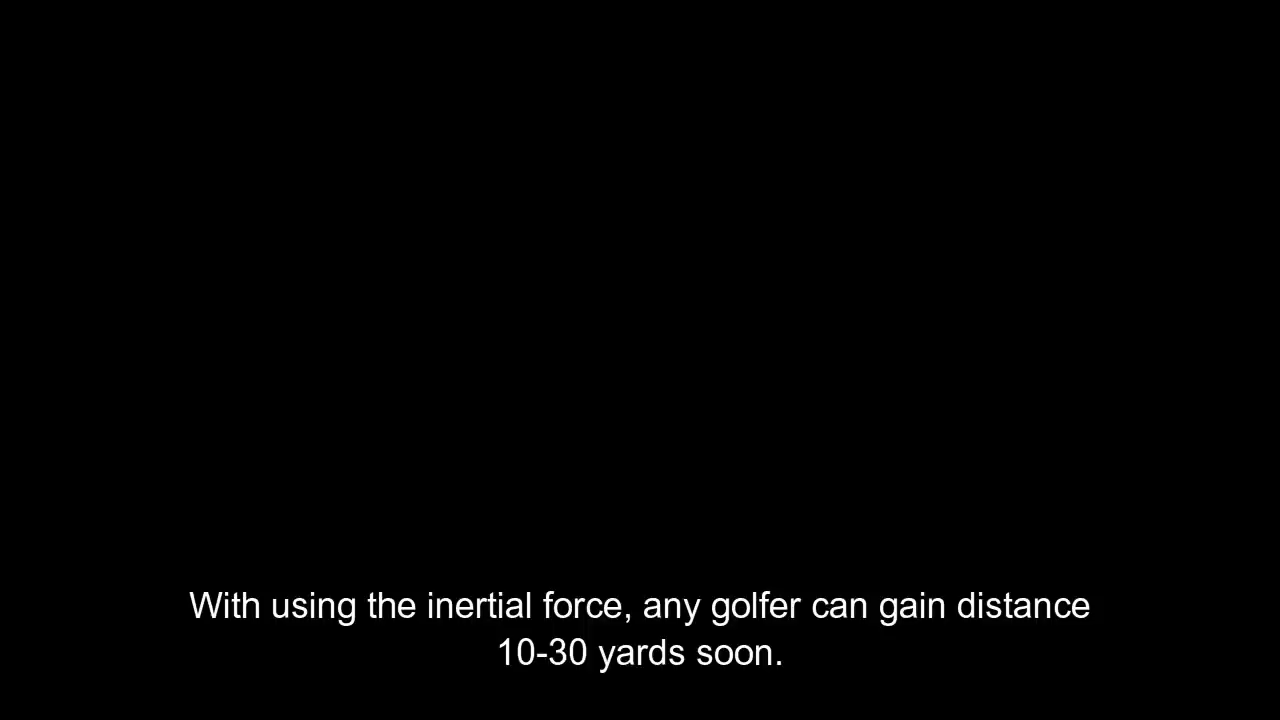 With using the inertial force, any golfer can gain distance
10-30 yards soon.